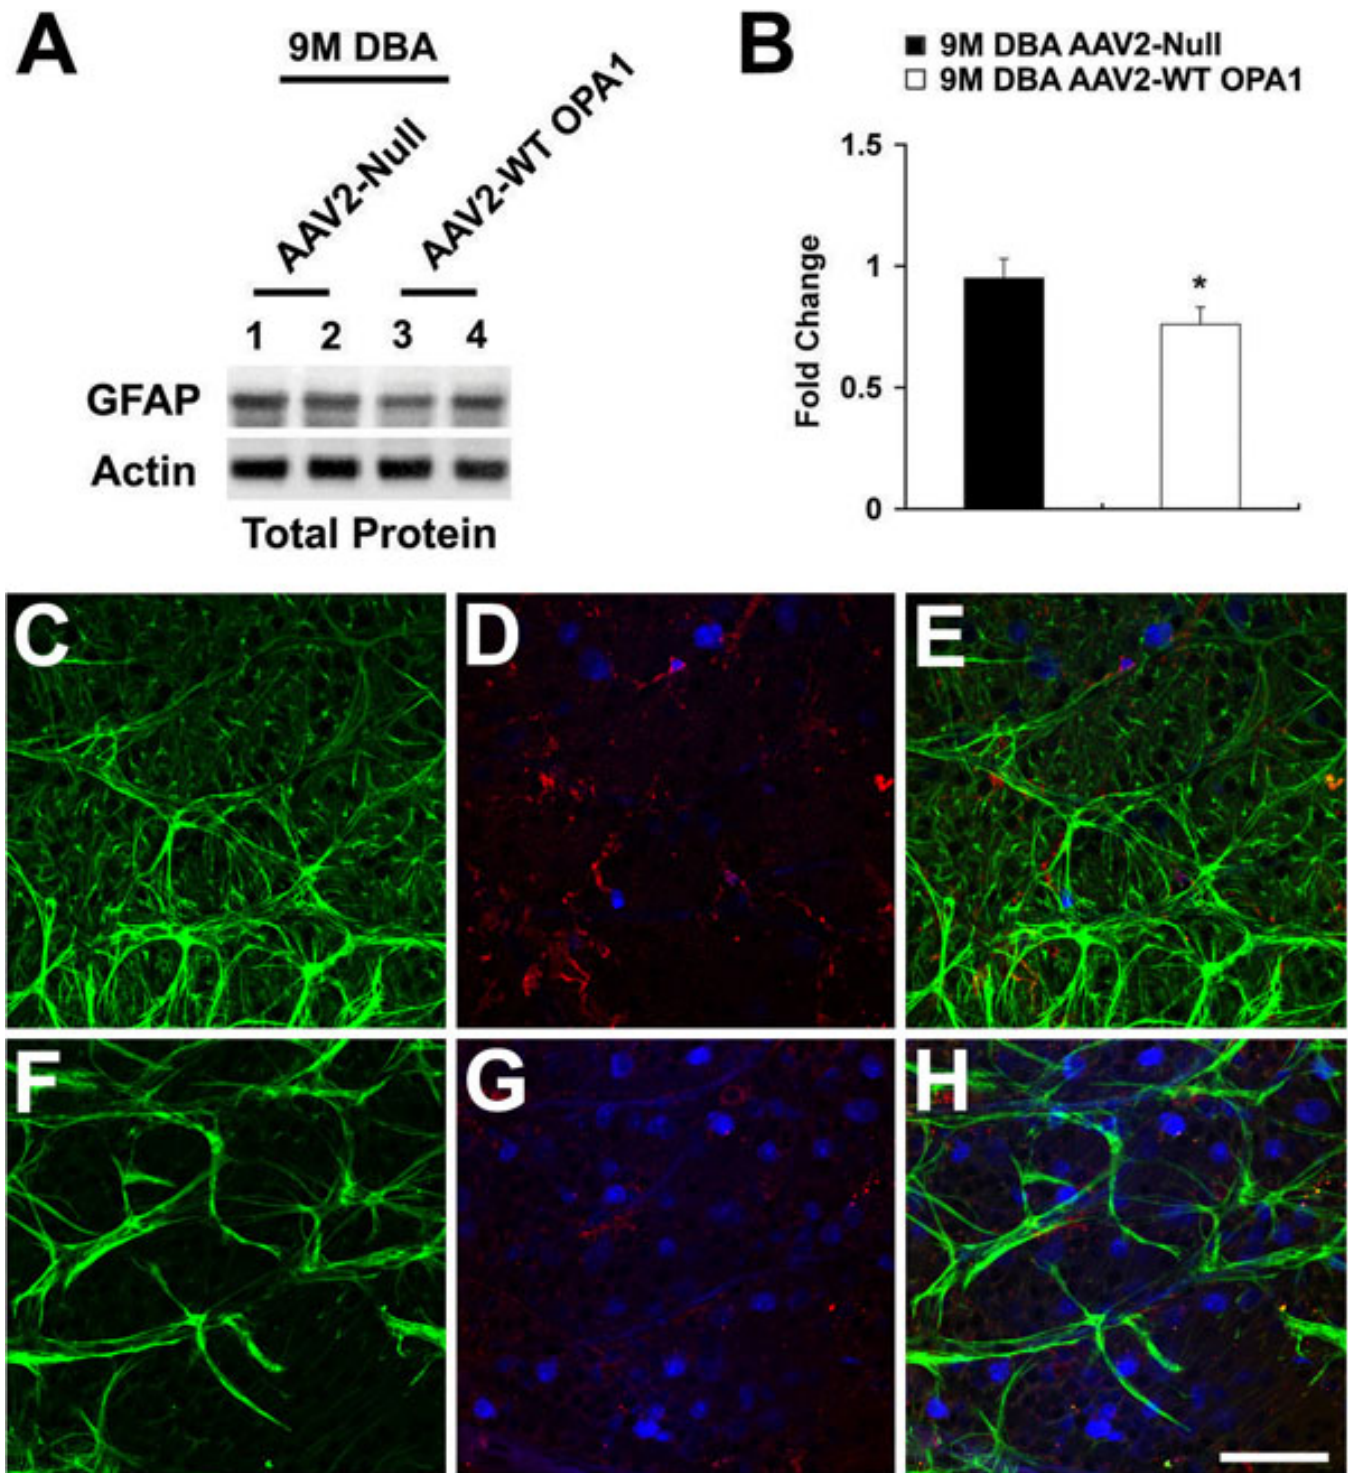 A
9M DBA
AAV2-Null
AAV2-WT OPA1
1 2 3 4
GFAP
Actin
Total Protein
B
9M DBA AAV2-Null
9M DBA AAV2-WT OPA1
1.5
1
0.5
0
Fold Change
*
C
D
E
F
G
H